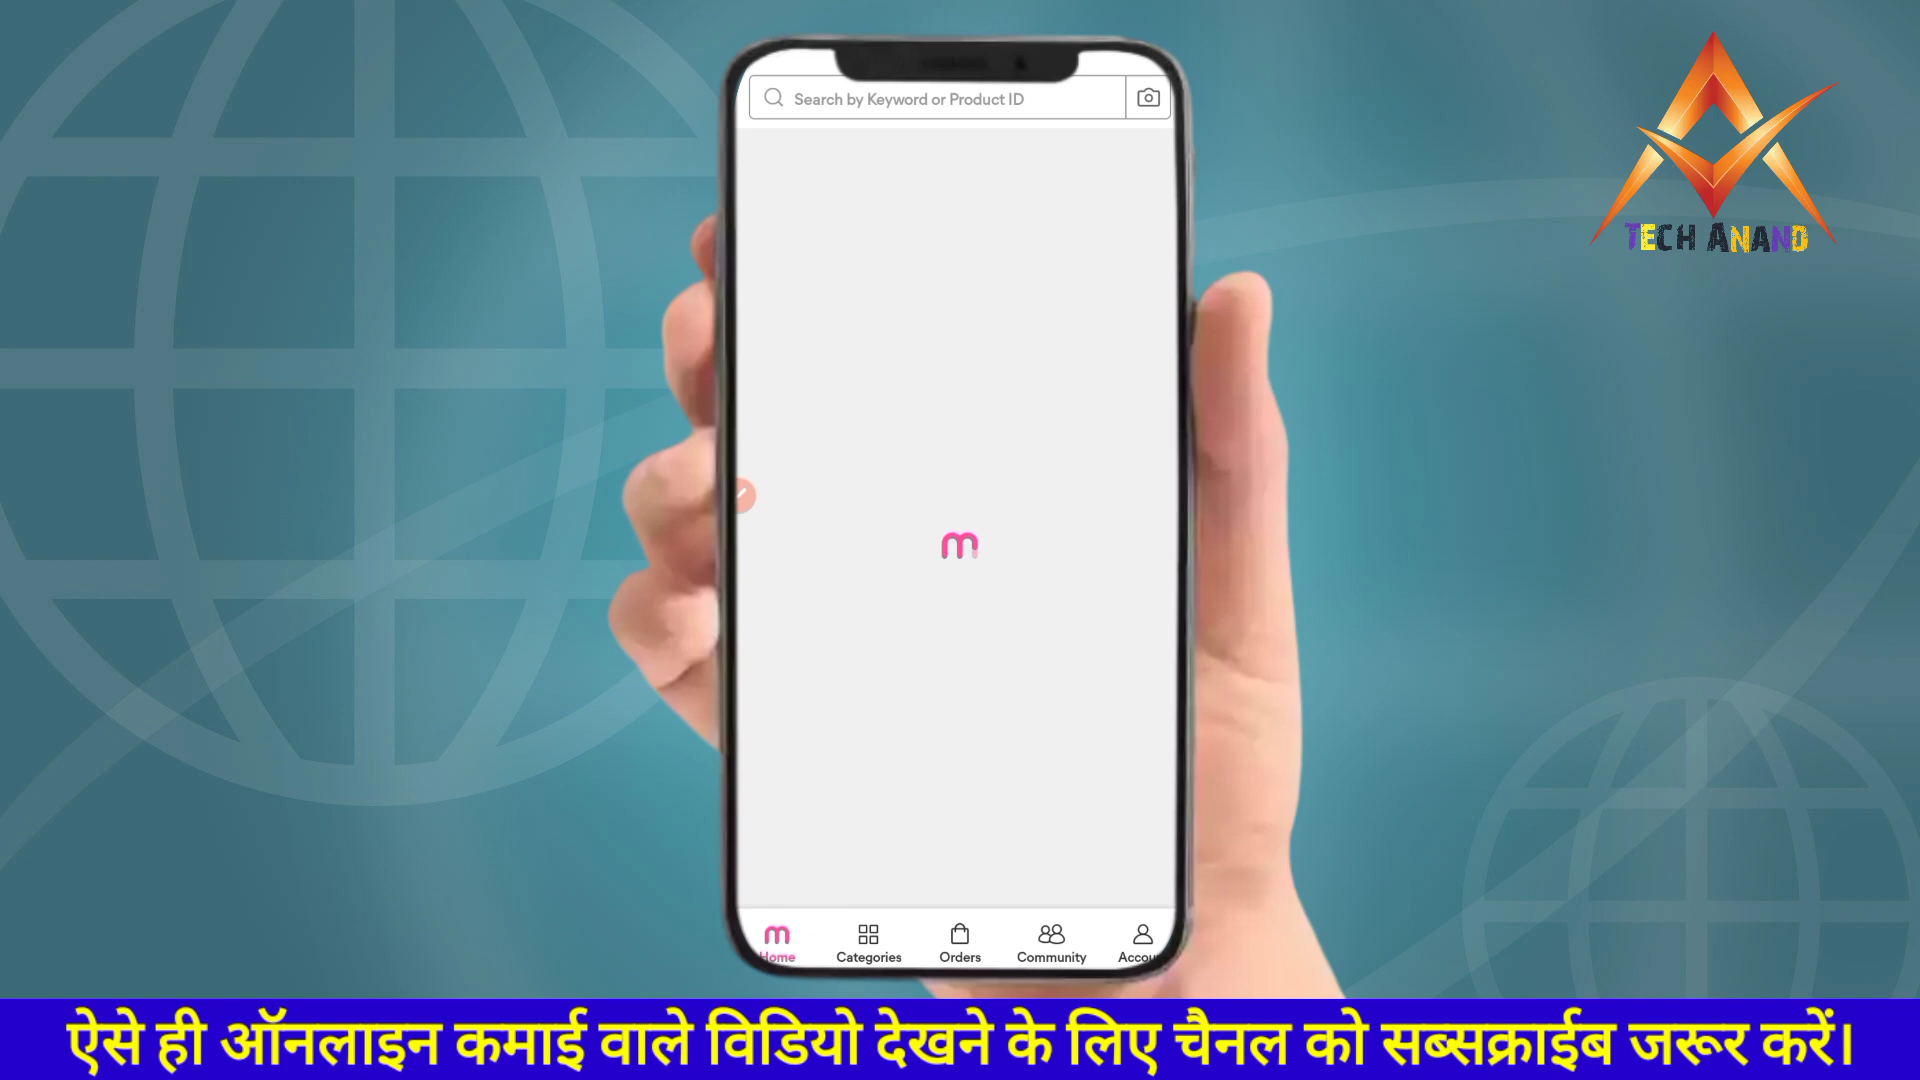 Search by Keyword or Product ID
TECH ANAND
m
m
Home
Categories
Orders
Community
Accou
ऐसे ही ऑनलाइन कमाई वाले विडियो देखने के लिए चैनल को सब्सक्राईब जरूर करें।